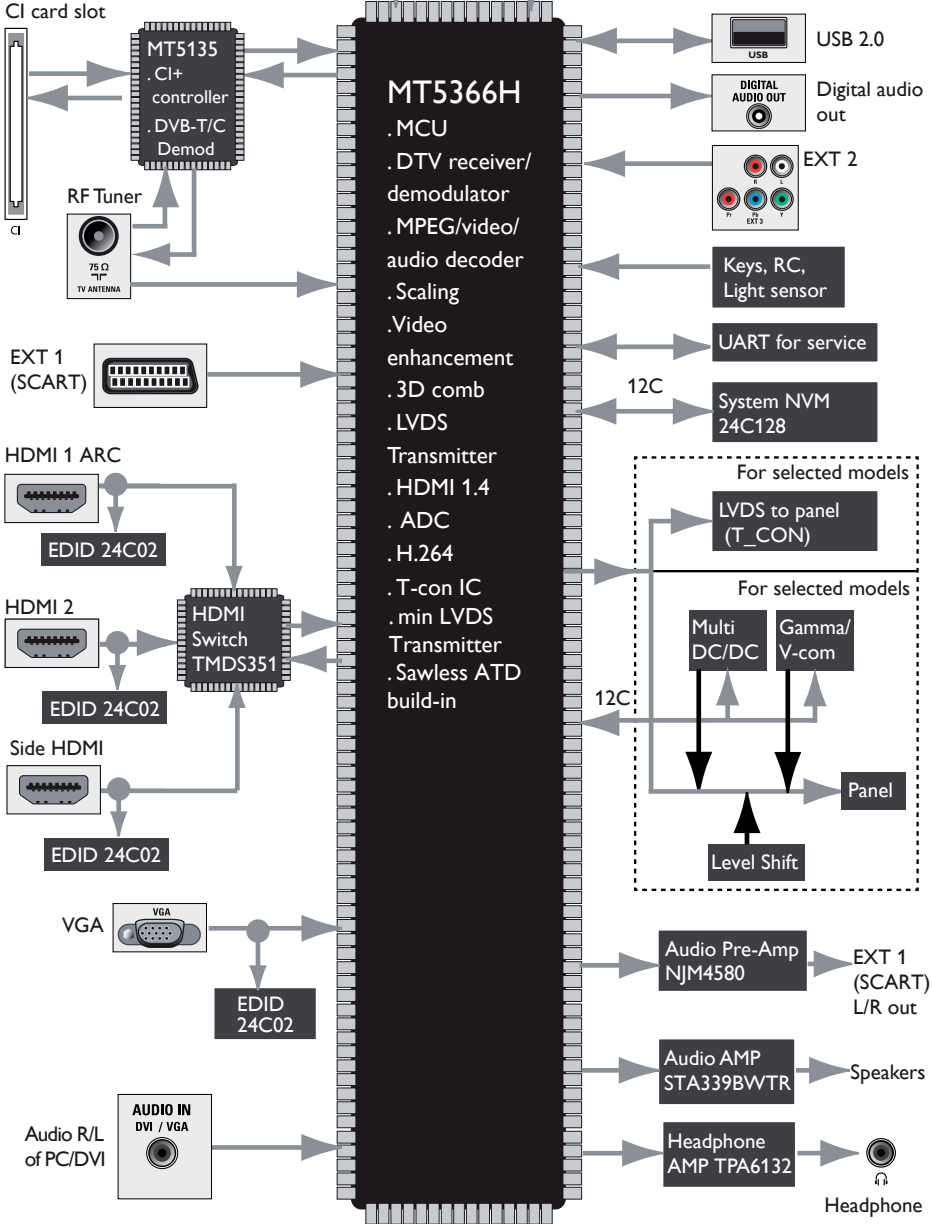 CI card slot
CI
MT5135
. CI+
controller
. DVB-T/C
Demod
RF Tuner
75 Ω
TV ANTENNA
EXT 1
(SCART)
HDMI 1 ARC
EDID 24C02
HDMI 2
EDID 24C02
HDMI
Switch
TMDS351
Side HDMI
EDID 24C02
VGA
VGA
EDID
24C02
Audio R/L
of PC/DVI
AUDIO IN
DVI / VGA
MT5366H
. MCU
. DTV receiver/
demodulator
. MPEG/video/
audio decoder
. Scaling
.Video
enhancement
. 3D comb
. LVDS
Transmitter
. HDMI 1.4
. ADC
. H.264
. T-con IC
. min LVDS
Transmitter
. Sawless ATD
build-in
USB
USB 2.0
DIGITAL
AUDIO OUT
Digital audio
out
EXT 2
R L
Pr Pb Y
EXT 3
Keys, RC,
Light sensor
UART for service
12C
System NVM
24C128
For selected models
LVDS to panel
(T_CON)
For selected models
Multi
DC/DC
Gamma/
V-com
12C
Panel
Level Shift
Audio Pre-Amp
NJM4580
EXT 1
(SCART)
L/R out
Audio AMP
STA339BWTR
Speakers
Headphone
AMP TPA6132
Headphone